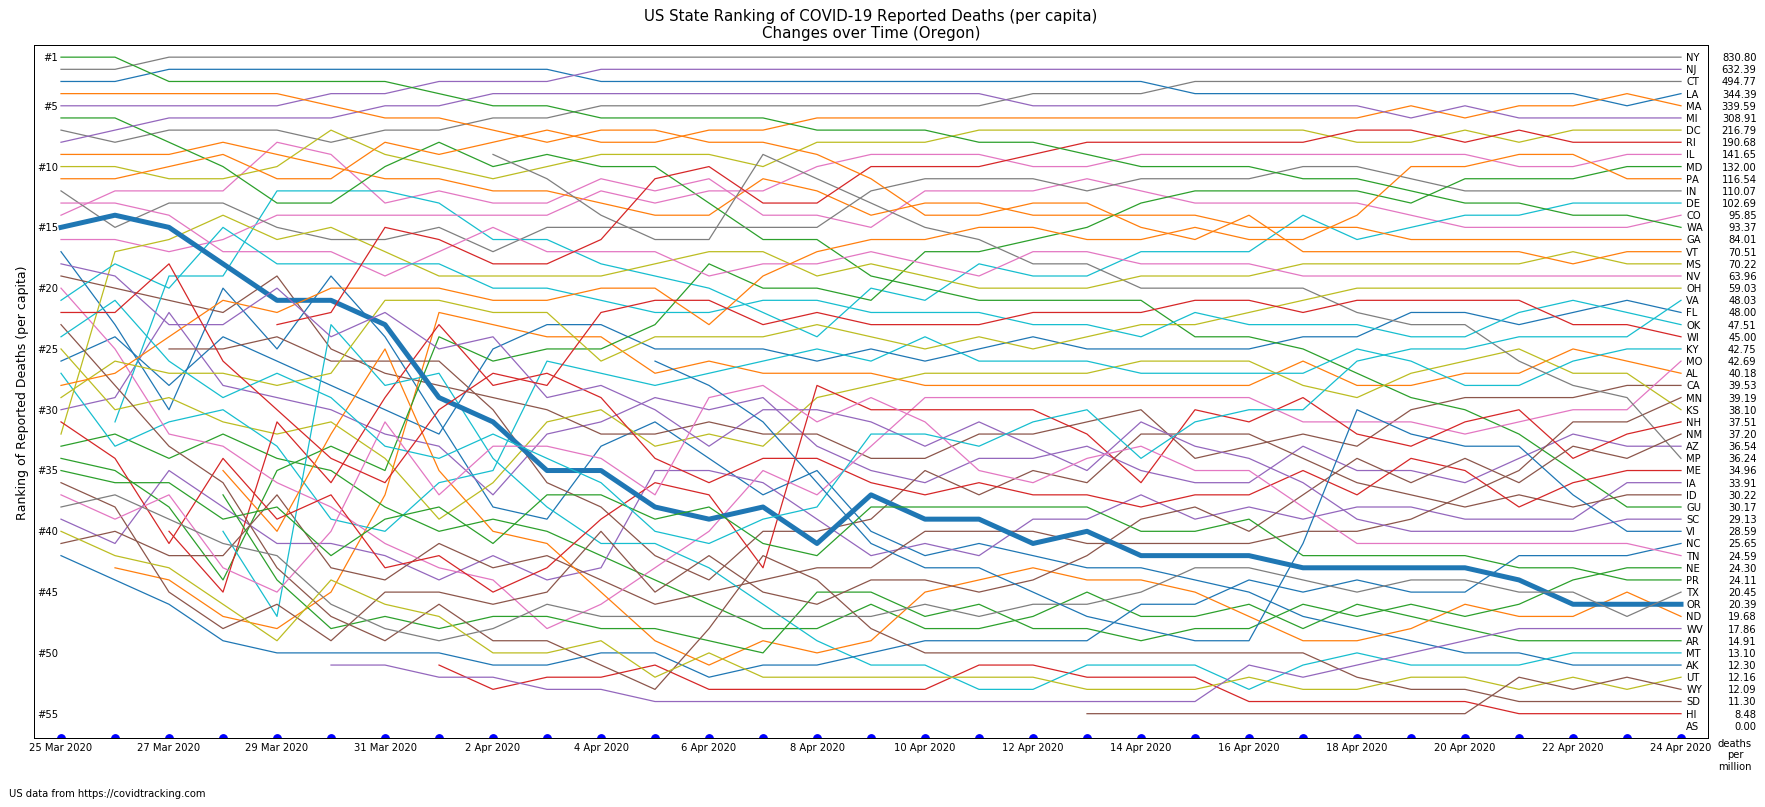 US State Ranking of COVID-19 Reported Deaths (per capita)
Changes over Time (Oregon)
Ranking of Reported Deaths (per capita)
#1
#5
#10
#15
#20
#25
#30
#35
#40
#45
#50
#55
NY 830.80
NJ 632.39
CT 494.77
LA 344.39
MA 339.59
MI 308.91
DC 216.79
RI 190.68
IL 141.65
MD 132.00
PA 116.54
IN 110.07
DE 102.69
CO 95.85
WA 93.37
GA 84.01
VT 70.51
MS 70.22
NV 63.96
OH 59.03
VA 48.03
FL 48.00
OK 47.51
WI 45.00
KY 42.75
MO 42.69
AL 40.18
CA 39.53
MN 39.19
KS 38.10
NH 37.51
NM 37.20
AZ 36.54
MP 36.24
ME 34.96
IA 33.91
ID 30.22
GU 30.17
SC 29.13
VI 28.59
NC 25.65
TN 24.59
NE 24.30
PR 24.11
TX 20.45
OR 20.39
ND 19.68
WV 17.86
AR 14.91
MT 13.10
AK 12.30
UT 12.16
WY 12.09
SD 11.30
HI 8.48
AS 0.00
25 Mar 2020 27 Mar 2020 29 Mar 2020 31 Mar 2020 2 Apr 2020 4 Apr 2020 6 Apr 2020 8 Apr 2020 10 Apr 2020 12 Apr 2020 14 Apr 2020 16 Apr 2020 18 Apr 2020 20 Apr 2020 22 Apr 2020 24 Apr 2020
deaths
per
million
US data from https://covidtracking.com